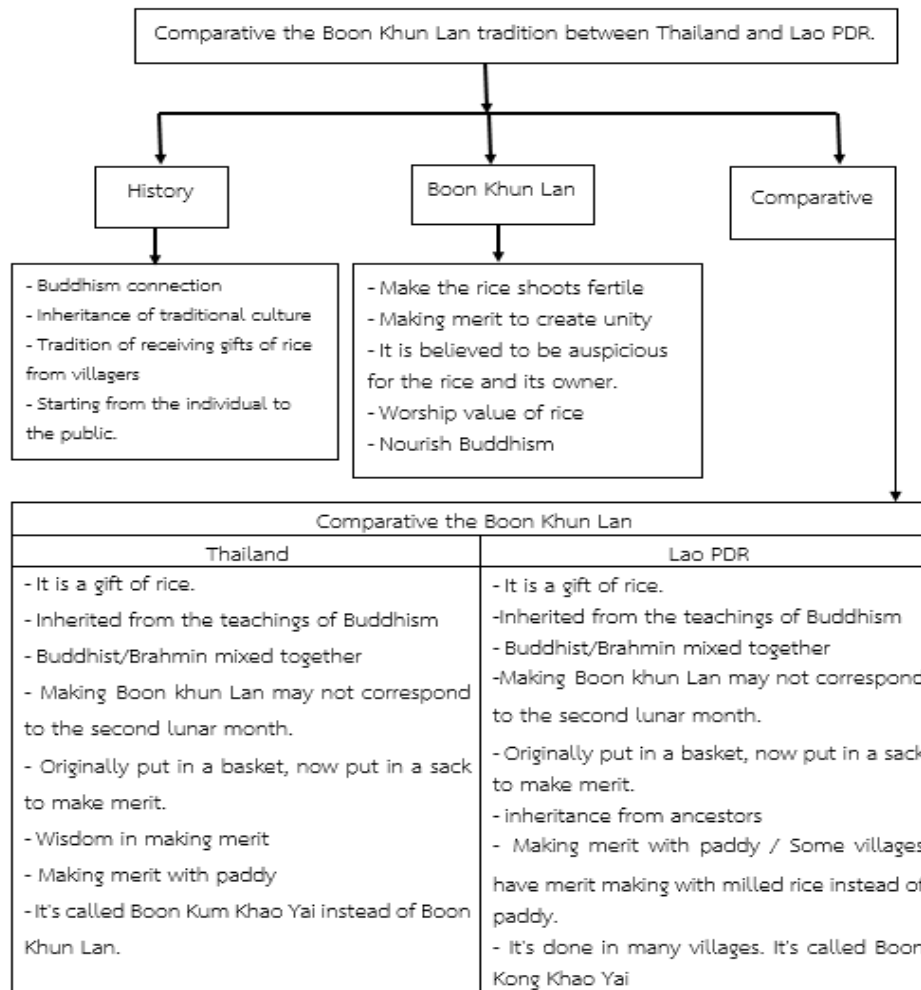 Comparative the Boon Khun Lan tradition between Thailand and Lao PDR.
History
Boon Khun Lan
Comparative
- Buddhism connection
- Inheritance of traditional culture
- Tradition of receiving gifts of rice
from villagers
- Starting from the individual to
the public.
- Make the rice shoots fertile
- Making merit to create unity
- It is believed to be auspicious
for the rice and its owner.
- Worship value of rice
- Nourish Buddhism
Comparative the Boon Khun Lan
Thailand
- It is a gift of rice.
- Inherited from the teachings of Buddhism
- Buddhist/Brahmin mixed together
- Making Boon khun Lan may not correspond
to the second lunar month.
- Originally put in a basket, now put in a sack
to make merit.
- Wisdom in making merit
- Making merit with paddy
- It's called Boon Kum Khao Yai instead of Boon
Khun Lan.
Lao PDR
- It is a gift of rice.
-Inherited from the teachings of Buddhism
- Buddhist/Brahmin mixed together
-Making Boon khun Lan may not correspond
to the second lunar month.
- Originally put in a basket, now put in a sack
to make merit.
- inheritance from ancestors
- Making merit with paddy / Some villages
have merit making with milled rice instead of
paddy.
- It's done in many villages. It's called Boon
Kong Khao Yai